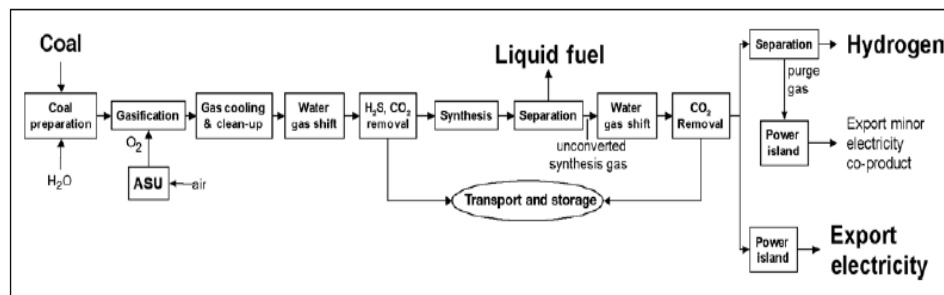 Coal
Coal
preparation
H₂O
Gasification
O₂
ASU
air
Gas cooling
& clean-up
Water
gas shift
H₂S, CO₂
removal
Synthesis
Liquid fuel
Separation
unconverted
synthesis gas
Water
gas shift
CO₂
Removal
Transport and storage
Separation
Hydrogen
purge
gas
Power
island
Export minor
electricity
co-product
Power
island
Export
electricity